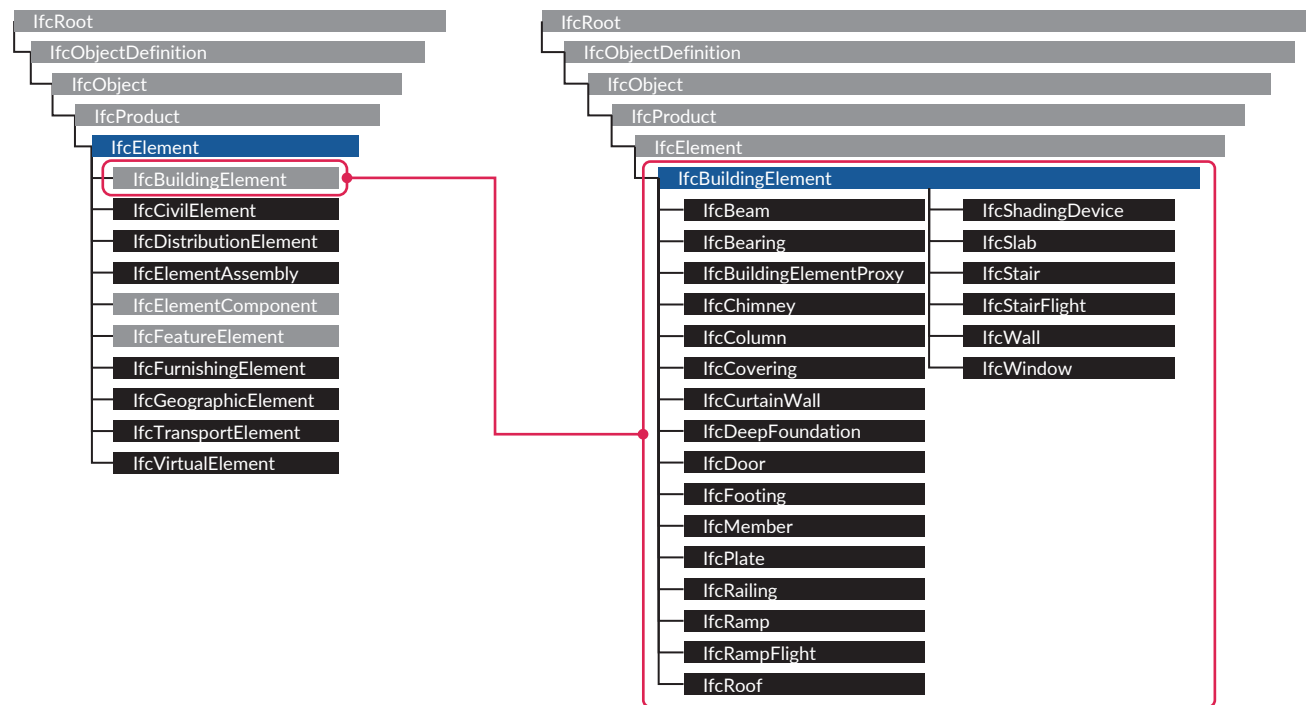 IfcRoot
IfcObjectDefinition
IfcObject
IfcProduct
IfcElement
IfcBuildingElement
IfcCivilElement
IfcDistributionElement
IfcElementAssembly
IfcElementComponent
IfcFeatureElement
IfcFurnishingElement
IfcGeographicElement
IfcTransportElement
IfcVirtualElement
IfcRoot
IfcObjectDefinition
IfcObject
IfcProduct
IfcElement
IfcBuildingElement
IfcBeam
IfcBearing
IfcBuildingElementProxy
IfcChimney
IfcColumn
IfcCovering
IfcCurtainWall
IfcDeepFoundation
IfcDoor
IfcFooting
IfcMember
IfcPlate
IfcRailing
IfcRamp
IfcRampFlight
IfcRoof
IfcShadingDevice
IfcSlab
IfcStair
IfcStairFlight
IfcWall
IfcWindow